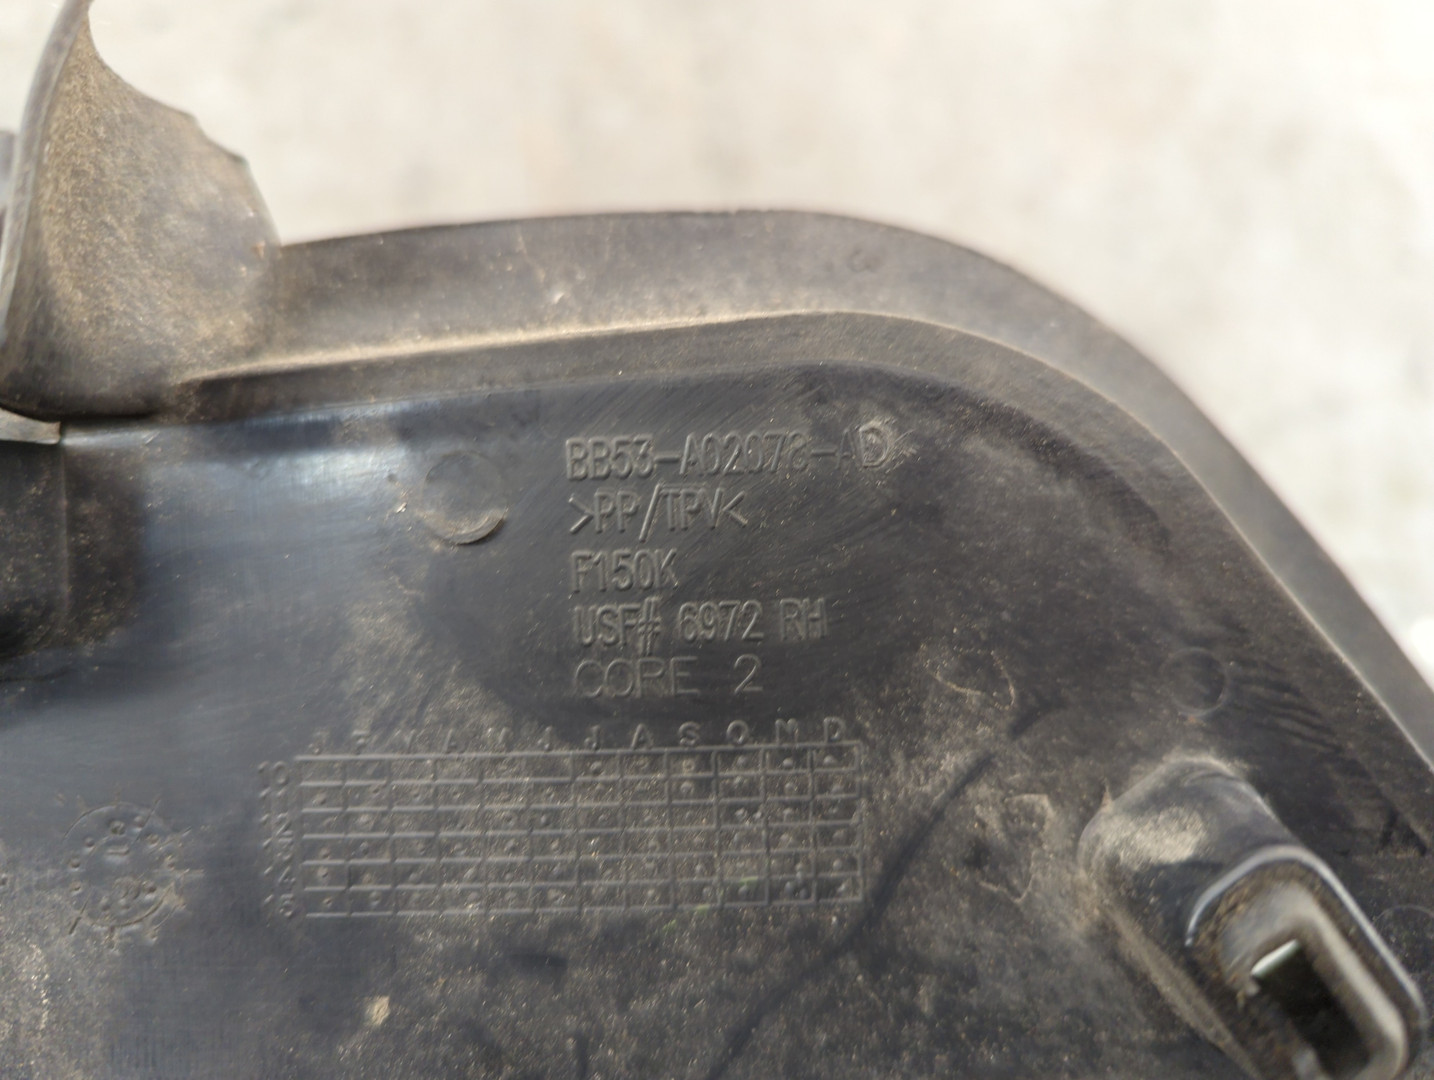 BB53-A02078-AD
>PP/TPV<
F150K
USF# 6972 RH
CORE 2
J F M A M J J A S O N D
10
11
12
13
14
15